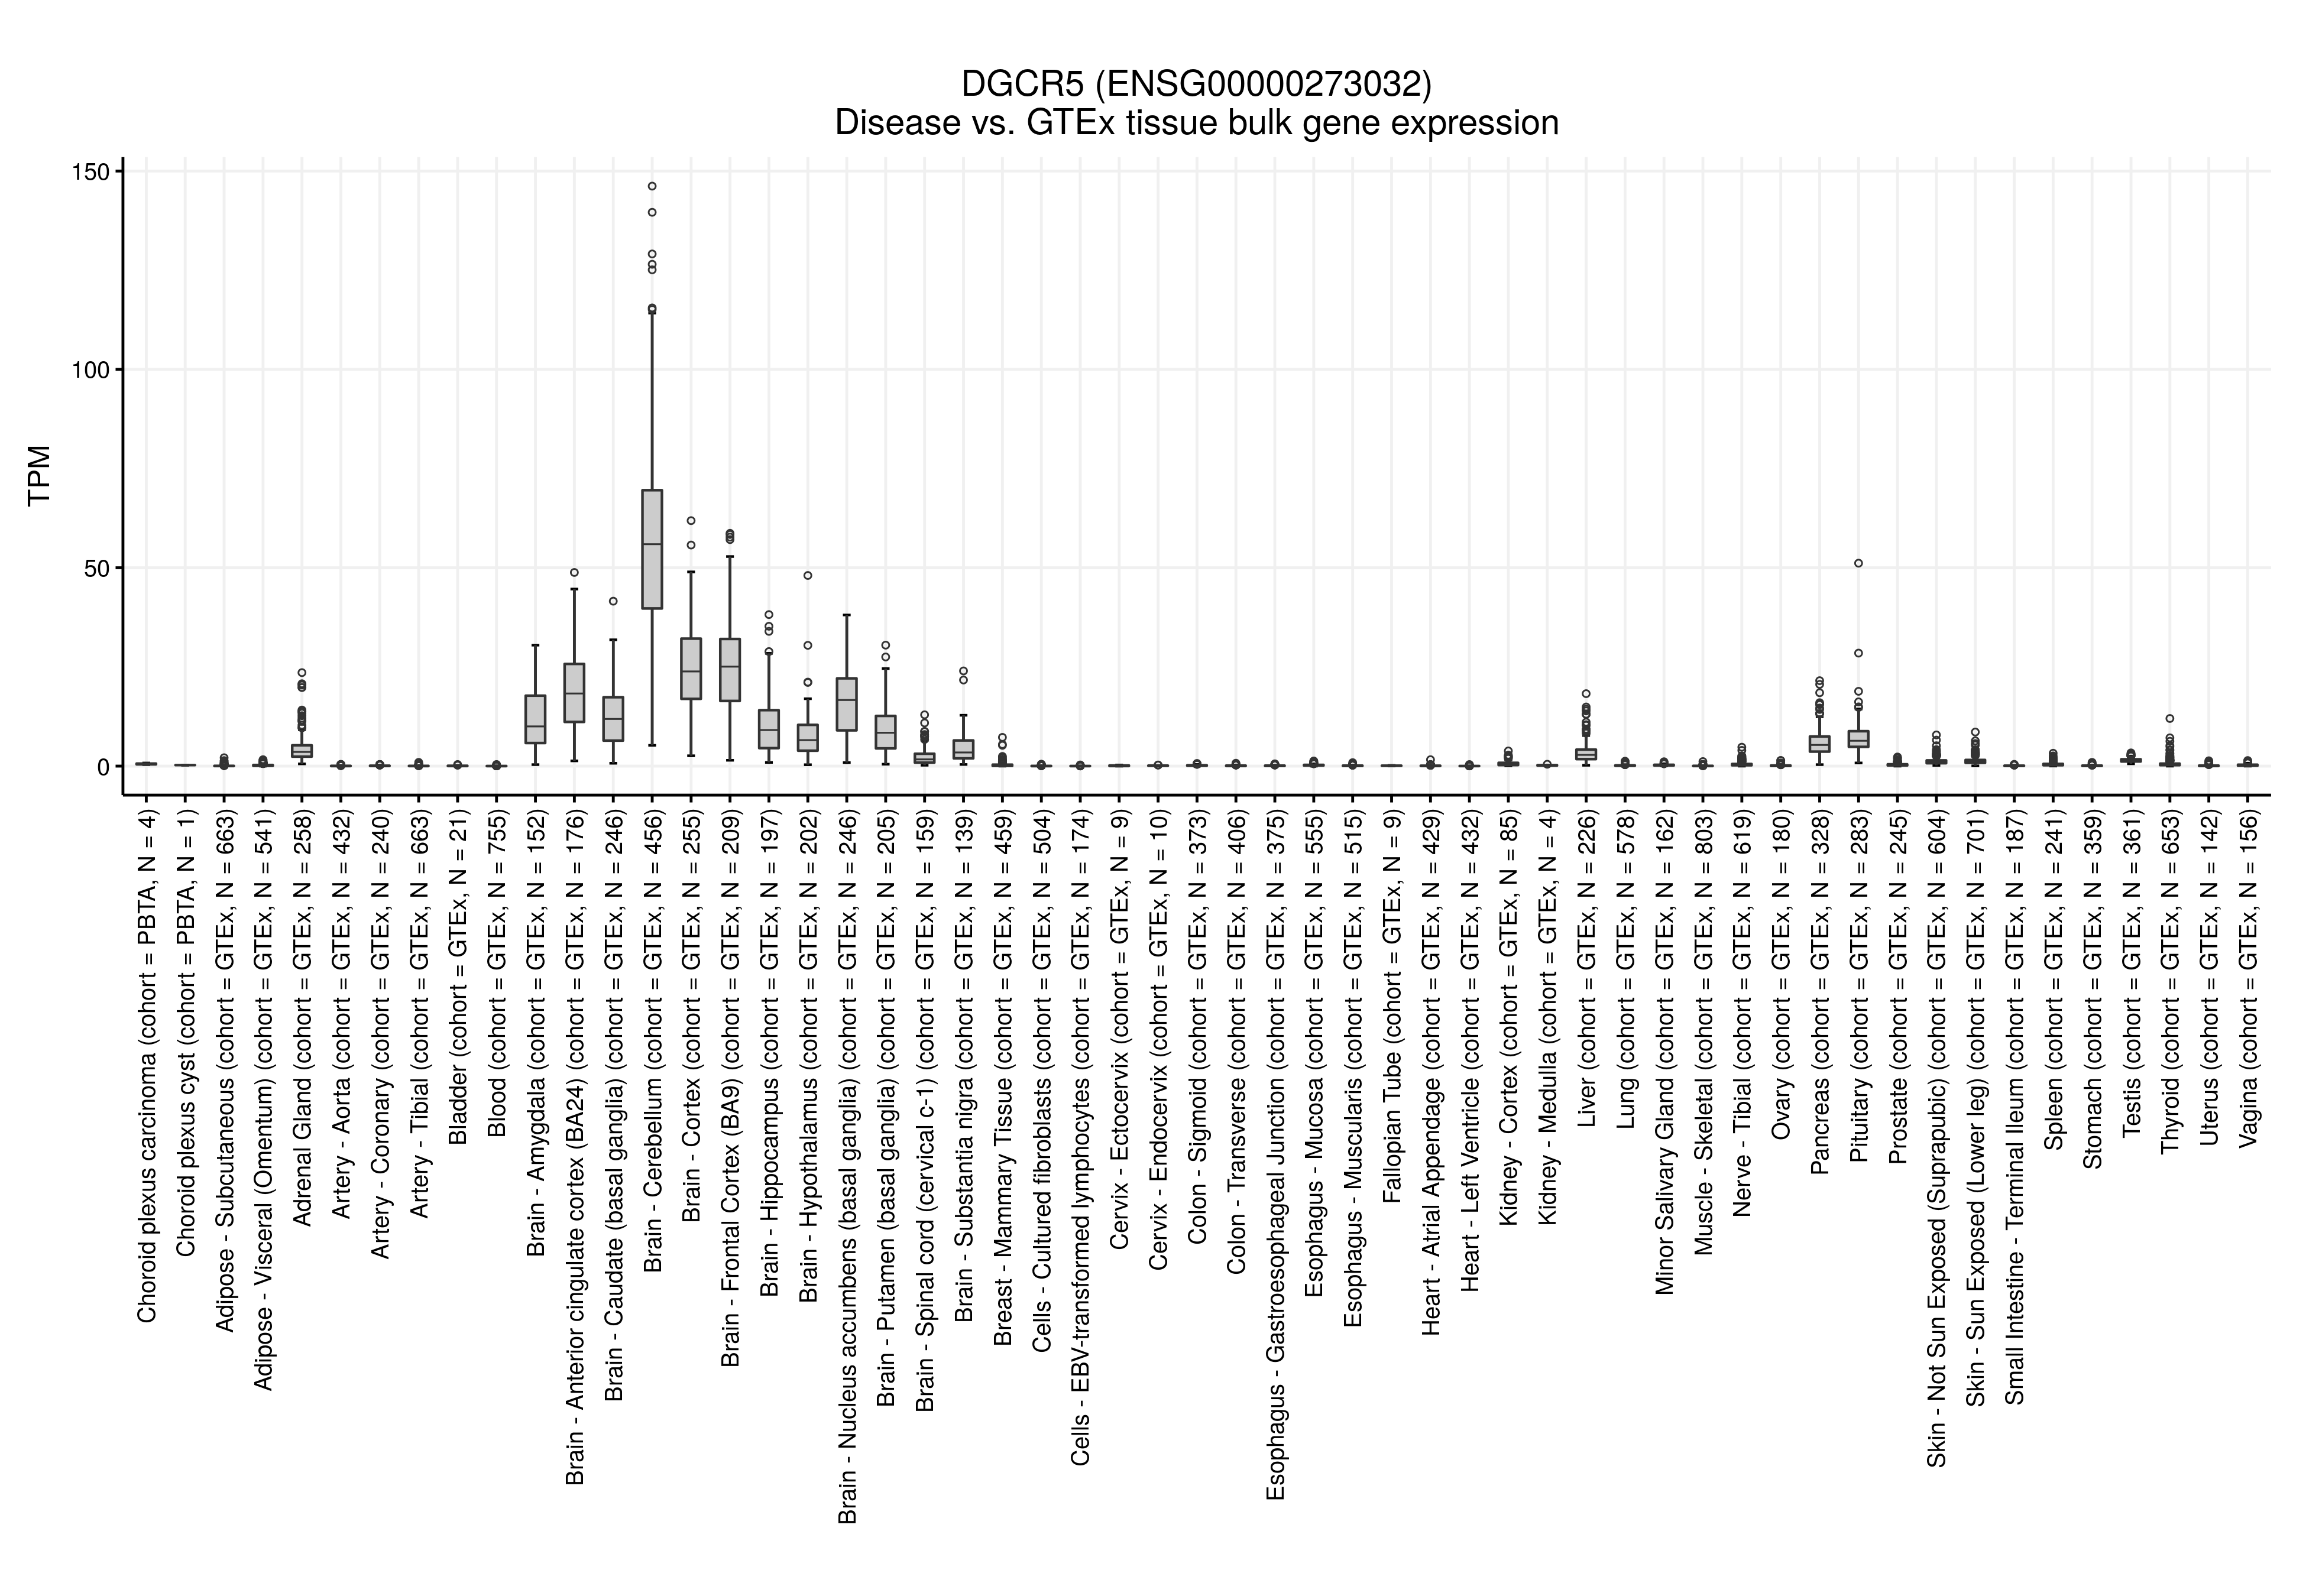 DGCR5 (ENSG00000273032)
Disease vs. GTEx tissue bulk gene expression
TPM
150
100
50
0
Choroid plexus carcinoma (cohort = PBTA, N = 4)
Choroid plexus cyst (cohort = PBTA, N = 1)
Adipose - Subcutaneous (cohort = GTEx, N = 663)
Adipose - Visceral (Omentum) (cohort = GTEx, N = 541)
Adrenal Gland (cohort = GTEx, N = 258)
Artery - Aorta (cohort = GTEx, N = 432)
Artery - Coronary (cohort = GTEx, N = 240)
Artery - Tibial (cohort = GTEx, N = 663)
Bladder (cohort = GTEx, N = 21)
Blood (cohort = GTEx, N = 755)
Brain - Amygdala (cohort = GTEx, N = 152)
Brain - Anterior cingulate cortex (BA24) (cohort = GTEx, N = 176)
Brain - Caudate (basal ganglia) (cohort = GTEx, N = 246)
Brain - Cerebellum (cohort = GTEx, N = 456)
Brain - Cortex (cohort = GTEx, N = 255)
Brain - Frontal Cortex (BA9) (cohort = GTEx, N = 209)
Brain - Hippocampus (cohort = GTEx, N = 197)
Brain - Hypothalamus (cohort = GTEx, N = 202)
Brain - Nucleus accumbens (basal ganglia) (cohort = GTEx, N = 246)
Brain - Putamen (basal ganglia) (cohort = GTEx, N = 205)
Brain - Spinal cord (cervical c-1) (cohort = GTEx, N = 159)
Brain - Substantia nigra (cohort = GTEx, N = 139)
Breast - Mammary Tissue (cohort = GTEx, N = 459)
Cells - Cultured fibroblasts (cohort = GTEx, N = 504)
Cells - EBV-transformed lymphocytes (cohort = GTEx, N = 174)
Cervix - Ectocervix (cohort = GTEx, N = 9)
Cervix - Endocervix (cohort = GTEx, N = 10)
Colon - Sigmoid (cohort = GTEx, N = 373)
Colon - Transverse (cohort = GTEx, N = 406)
Esophagus - Gastroesophageal Junction (cohort = GTEx, N = 375)
Esophagus - Mucosa (cohort = GTEx, N = 555)
Esophagus - Muscularis (cohort = GTEx, N = 515)
Fallopian Tube (cohort = GTEx, N = 9)
Heart - Atrial Appendage (cohort = GTEx, N = 429)
Heart - Left Ventricle (cohort = GTEx, N = 432)
Kidney - Cortex (cohort = GTEx, N = 85)
Kidney - Medulla (cohort = GTEx, N = 4)
Liver (cohort = GTEx, N = 226)
Lung (cohort = GTEx, N = 578)
Minor Salivary Gland (cohort = GTEx, N = 162)
Muscle - Skeletal (cohort = GTEx, N = 803)
Nerve - Tibial (cohort = GTEx, N = 619)
Ovary (cohort = GTEx, N = 180)
Pancreas (cohort = GTEx, N = 328)
Pituitary (cohort = GTEx, N = 283)
Prostate (cohort = GTEx, N = 245)
Skin - Not Sun Exposed (Suprapubic) (cohort = GTEx, N = 604)
Skin - Sun Exposed (Lower leg) (cohort = GTEx, N = 701)
Small Intestine - Terminal Ileum (cohort = GTEx, N = 187)
Spleen (cohort = GTEx, N = 241)
Stomach (cohort = GTEx, N = 359)
Testis (cohort = GTEx, N = 361)
Thyroid (cohort = GTEx, N = 653)
Uterus (cohort = GTEx, N = 142)
Vagina (cohort = GTEx, N = 156)